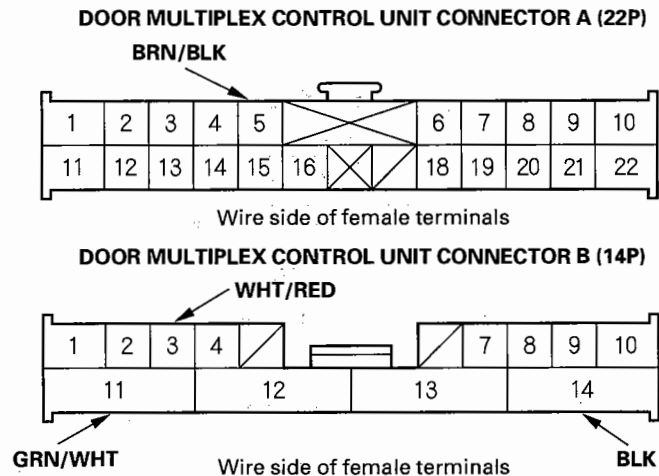 DOOR MULTIPLEX CONTROL UNIT CONNECTOR A (22P)
BRN/BLK
1 2 3 4 5 6 7 8 9 10
11 12 13 14 15 16 18 19 20 21 22
Wire side of female terminals
DOOR MULTIPLEX CONTROL UNIT CONNECTOR B (14P)
WHT/RED
1 2 3 4 7 8 9 10
11 12 13 14
GRN/WHT Wire side of female terminals BLK